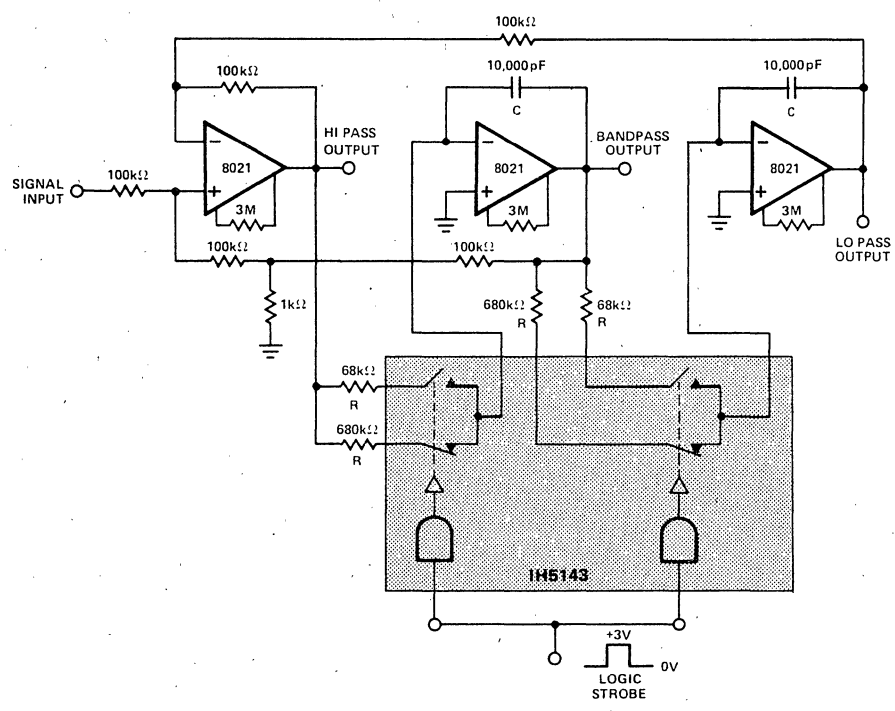 100kΩ
100kΩ
10,000pF
C
10,000pF
C
HI PASS
OUTPUT
BANDPASS
OUTPUT
SIGNAL
INPUT
100kΩ
−
8021
+
3M
−
8021
+
3M
−
8021
+
3M
LO PASS
OUTPUT
100kΩ
100kΩ
1kΩ
680kΩ
R
68kΩ
R
68kΩ
R
680kΩ
R
IH5143
+3V
0V
LOGIC
STROBE